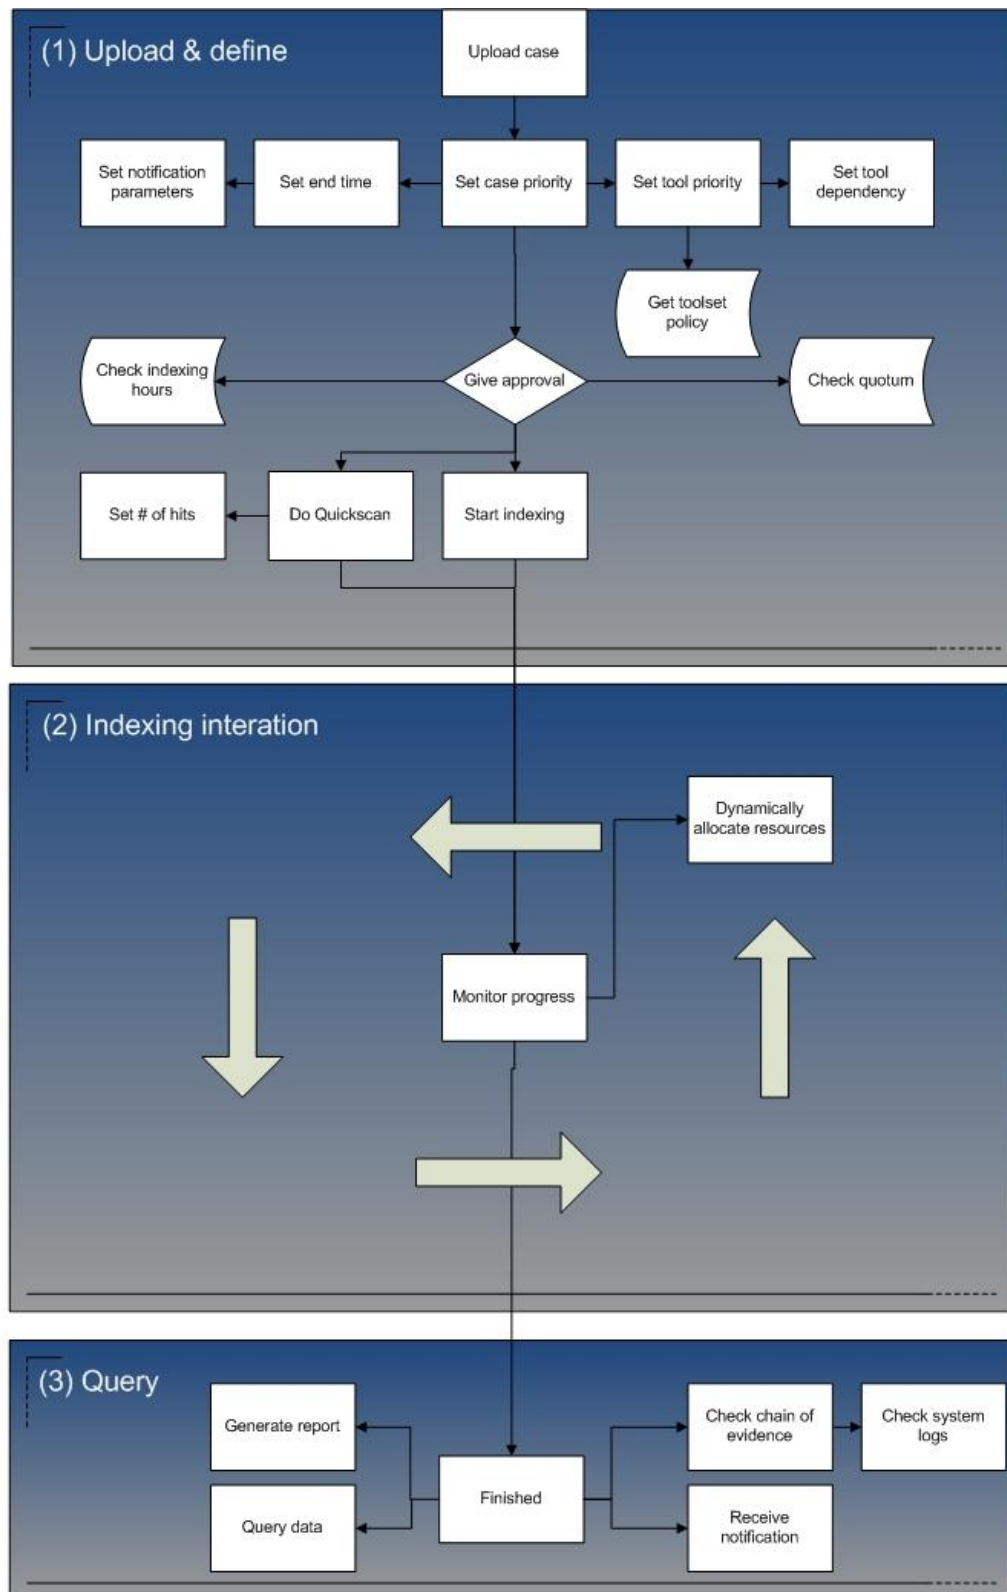 (1) Upload & define
Upload case
Set notification
parameters
Set end time
Set case priority
Set tool priority
Set tool
dependency
Get toolset
policy
Check indexing
hours
Give approval
Check quotum
Set # of hits
Do Quickscan
Start indexing
(2) Indexing interation
Dynamically
allocate resources
Monitor progress
(3) Query
Generate report
Check chain of
evidence
Check system
logs
Finished
Query data
Receive
notification